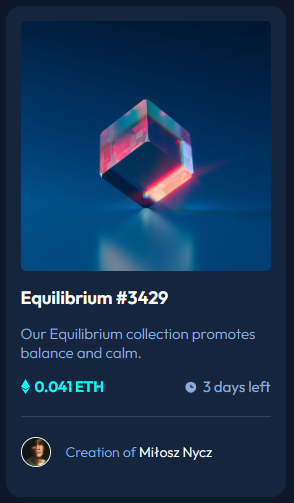 Equilibrium #3429
Our Equilibrium collection promotes
balance and calm.
0.041 ETH
3 days left
Creation of Miłosz Nycz